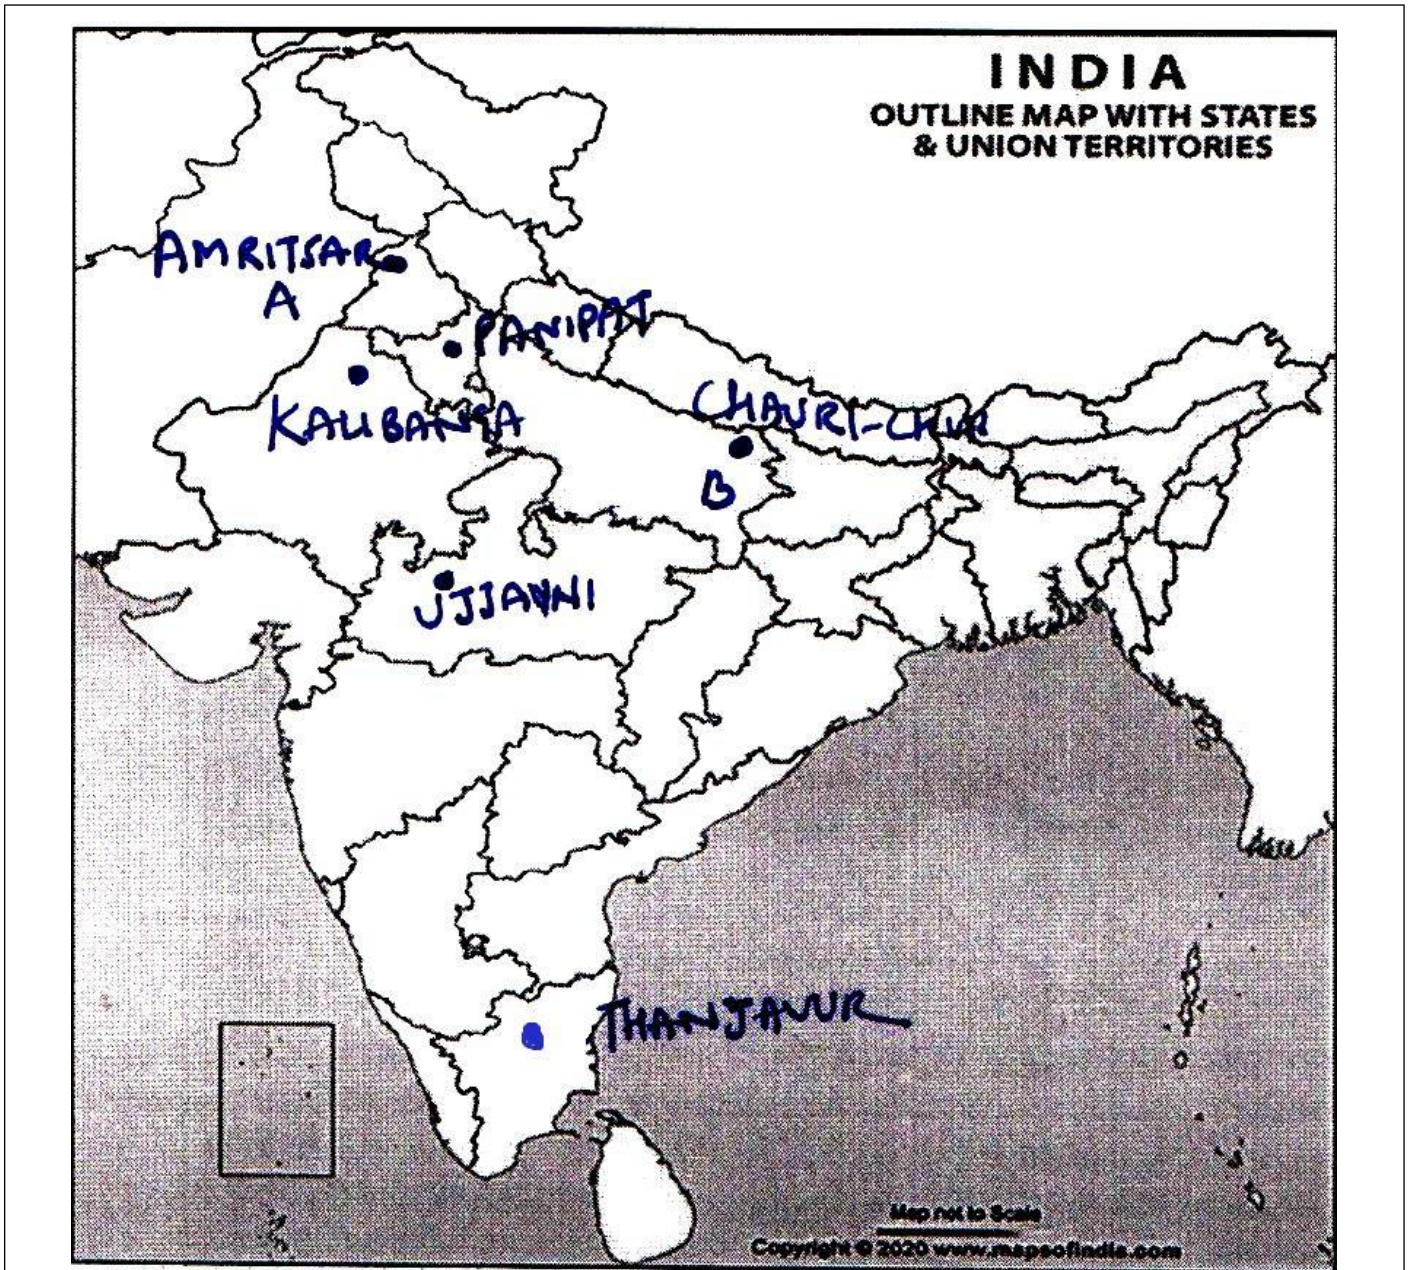 INDIA
OUTLINE MAP WITH STATES
& UNION TERRITORIES
AMRITSAR
A
PANIPAT
KALIBANGA
CHAURI-CHURA
B
UJJAYNI
THANJAVUR
Map not to Scale
Copyright © 2020 www.mapsofindia.com